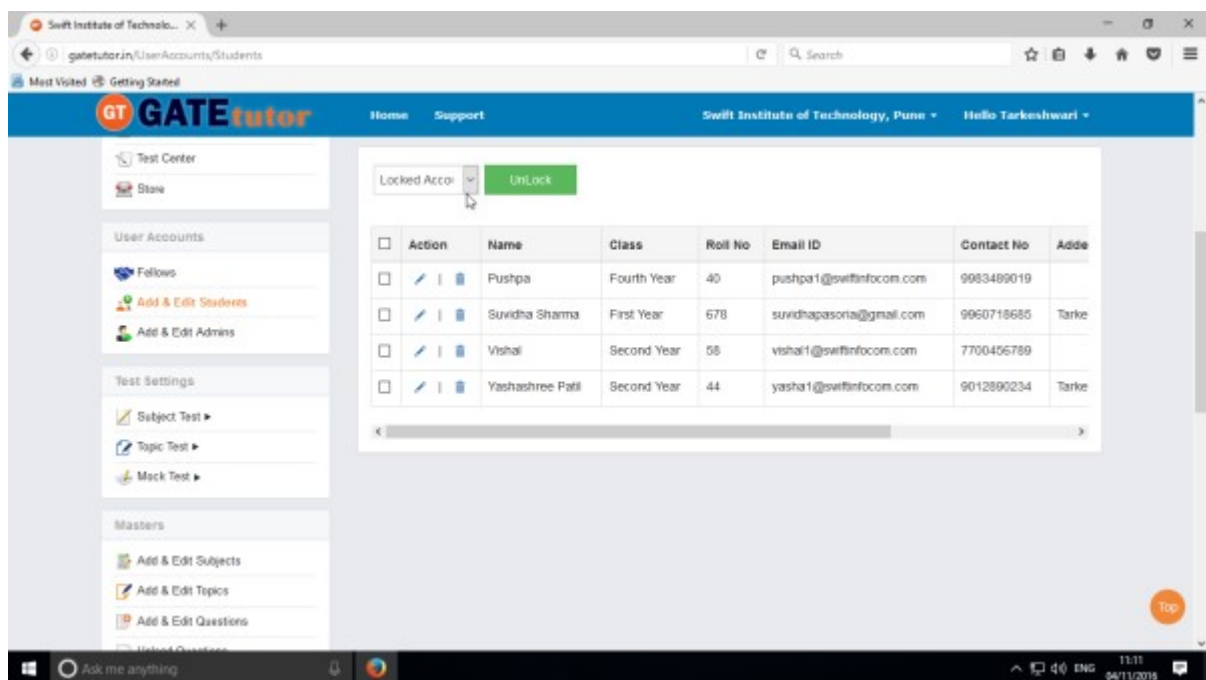 Swift Institute of Technolo...
gatetutor.in/UserAccounts/Students
Search
Most Visited Getting Started
GT GATEtutor Home Support Swift Institute of Technology, Pune Hello Tarkeshwari
Test Center
Store
Locked Acco UnLock
User Accounts
Fellows
Add & Edit Students
Add & Edit Admins
Action Name Class Roll No Email ID Contact No Adde
Pushpa Fourth Year 40 pushpa1@swiftinfocom.com 9983489019
Suvidha Sharma First Year 678 suvidhapasoria@gmail.com 9960718685 Tarke
Vishal Second Year 58 vishal1@swiftinfocom.com 7700456789
Yashashree Patil Second Year 44 yasha1@swiftinfocom.com 9012890234 Tarke
Test Settings
Subject Test
Topic Test
Mock Test
Masters
Add & Edit Subjects
Add & Edit Topics
Add & Edit Questions
Top
Ask me anything
ENG 11:11
04/11/2016